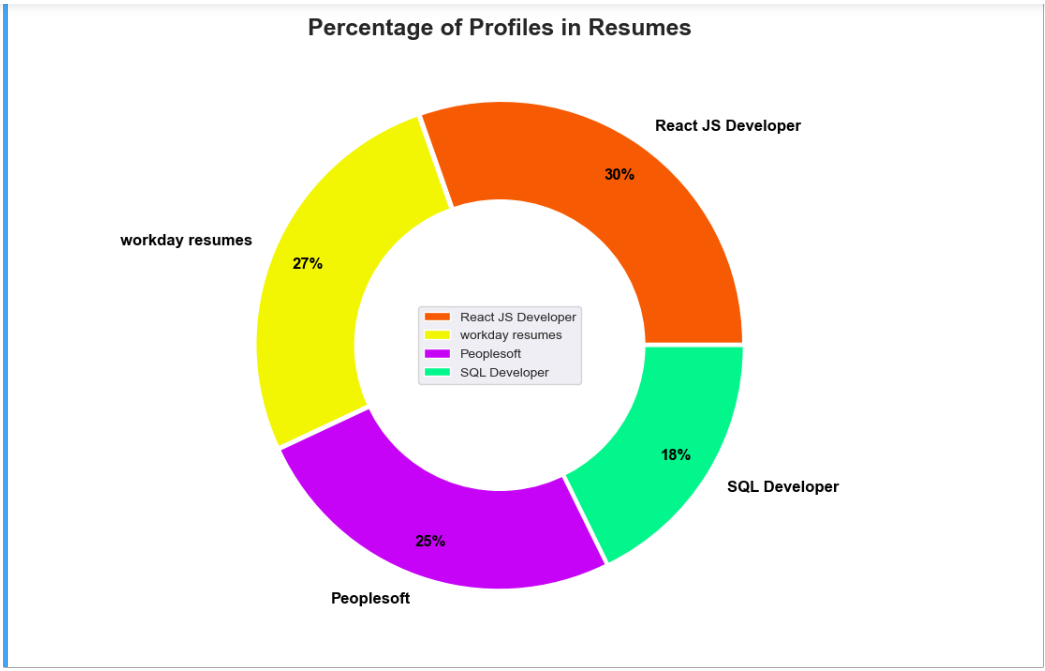 Percentage of Profiles in Resumes
React JS Developer
30%
workday resumes
27%
React JS Developer
workday resumes
Peoplesoft
SQL Developer
18%
SQL Developer
25%
Peoplesoft